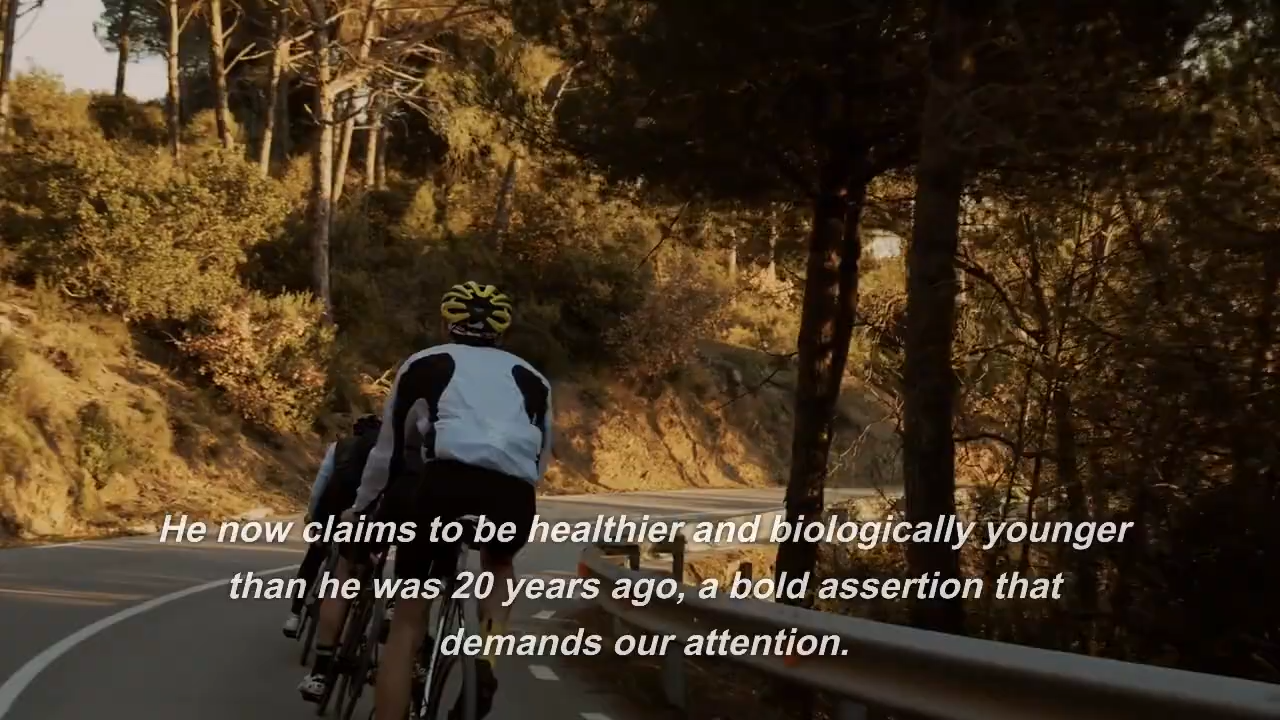 He now claims to be healthier and biologically younger
than he was 20 years ago, a bold assertion that
demands our attention.